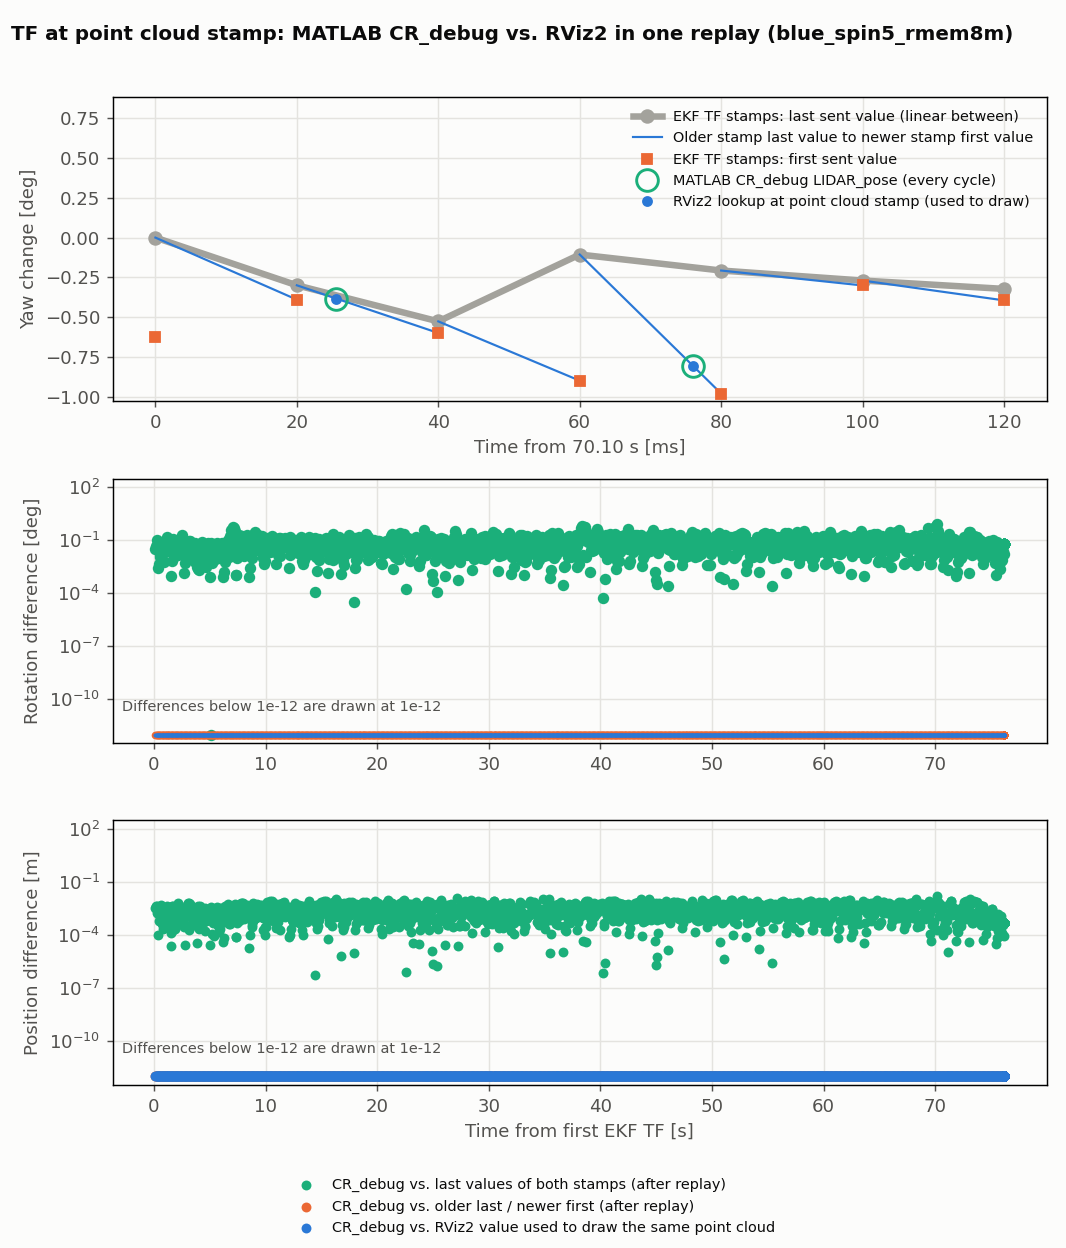 TF at point cloud stamp: MATLAB CR_debug vs. RViz2 in one replay (blue_spin5_rmem8m)
EKF TF stamps: last sent value (linear between)
Older stamp last value to newer stamp first value
EKF TF stamps: first sent value
MATLAB CR_debug LIDAR_pose (every cycle)
RViz2 lookup at point cloud stamp (used to draw)
Yaw change [deg]
0.75
0.50
0.25
0.00
−0.25
−0.50
−0.75
−1.00
0 20 40 60 80 100 120
Time from 70.10 s [ms]
Rotation difference [deg]
10²
10⁻¹
10⁻⁴
10⁻⁷
10⁻¹⁰
Differences below 1e-12 are drawn at 1e-12
0 10 20 30 40 50 60 70
Position difference [m]
10²
10⁻¹
10⁻⁴
10⁻⁷
10⁻¹⁰
Differences below 1e-12 are drawn at 1e-12
0 10 20 30 40 50 60 70
Time from first EKF TF [s]
CR_debug vs. last values of both stamps (after replay)
CR_debug vs. older last / newer first (after replay)
CR_debug vs. RViz2 value used to draw the same point cloud